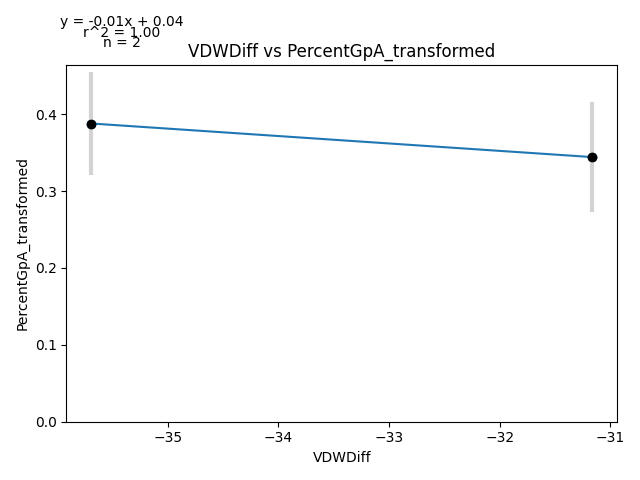 y = -0.01x + 0.04
r^2 = 1.00
n = 2
VDWDiff vs PercentGpA_transformed
PercentGpA_transformed
0.4
0.3
0.2
0.1
0.0
−35
−34
−33
−32
−31
VDWDiff